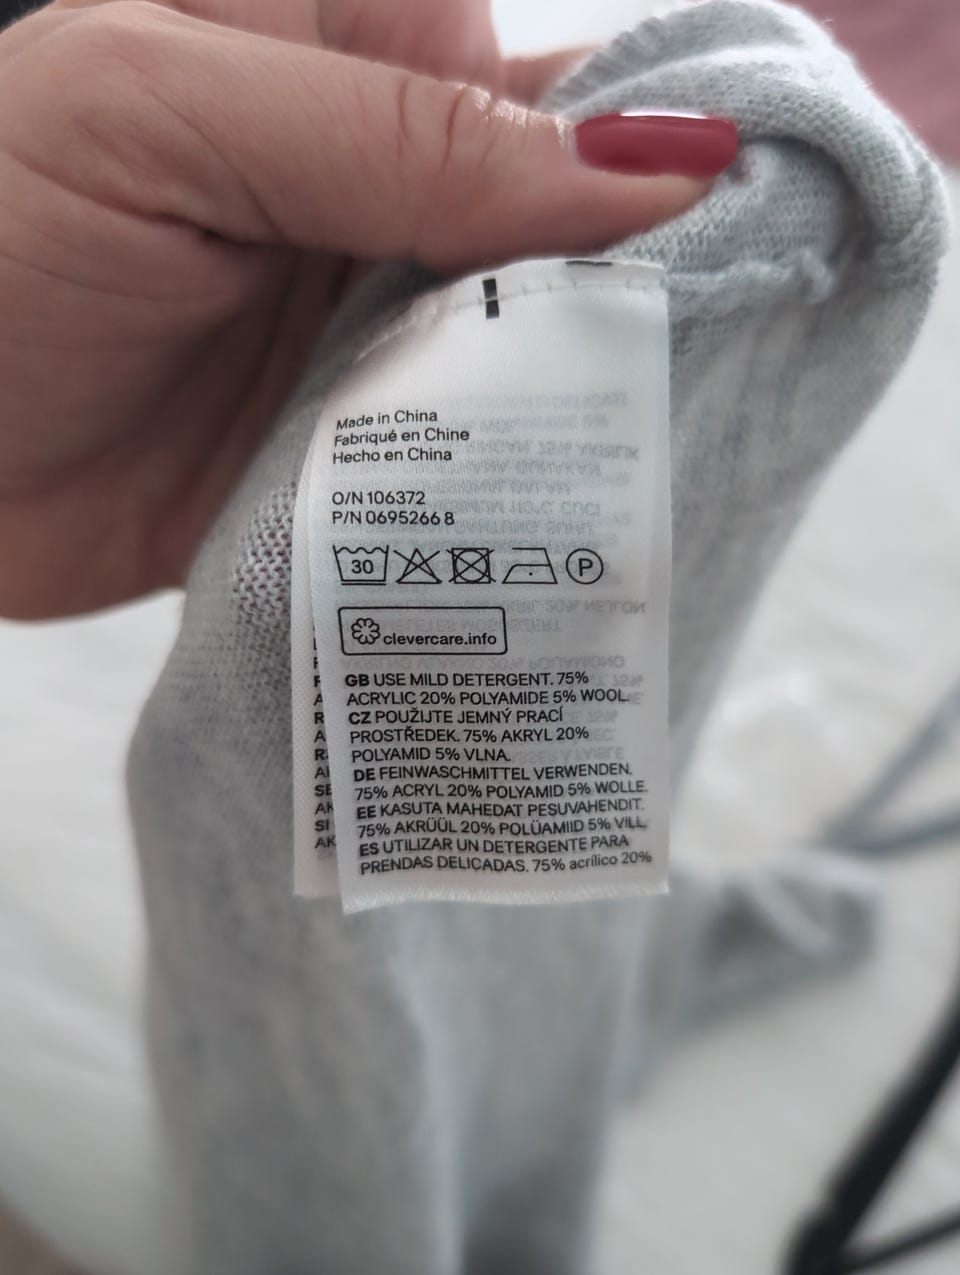 Made in China
Fabriqué en Chine
Hecho en China
O/N 106372
P/N 0695266 8
30 P
clevercare.info
GB USE MILD DETERGENT. 75%
ACRYLIC 20% POLYAMIDE 5% WOOL.
CZ POUŽIJTE JEMNÝ PRACÍ
PROSTŘEDEK. 75% AKRYL 20%
POLYAMID 5% VLNA.
DE FEINWASCHMITTEL VERWENDEN.
75% ACRYL 20% POLYAMID 5% WOLLE.
EE KASUTA MAHEDAT PESUVAHENDIT.
75% AKRÜÜL 20% POLÜAMIID 5% VILL.
ES UTILIZAR UN DETERGENTE PARA
PRENDAS DELICADAS. 75% acrílico 20%